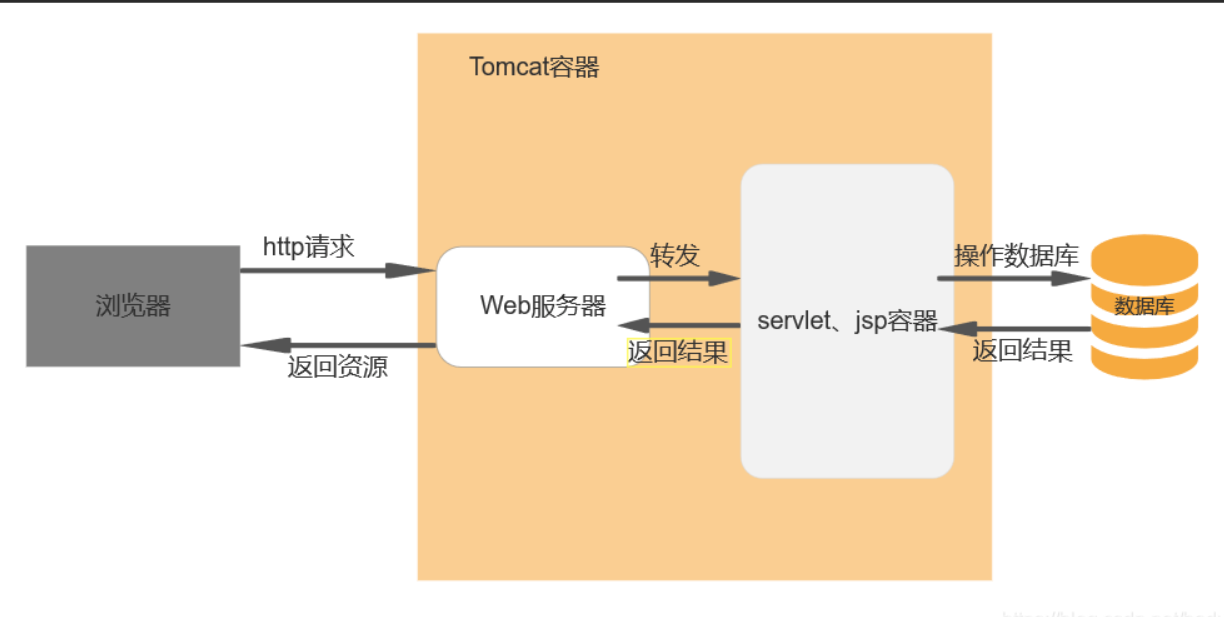 Tomcat容器
http请求
转发
操作数据库
浏览器
Web服务器
servlet、jsp容器
数据库
返回资源
返回结果
返回结果